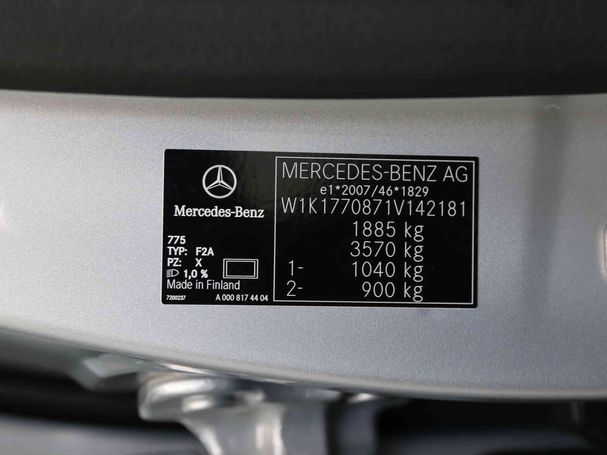 Mercedes-Benz
775
TYP: F2A
PZ: X
1,0 %
Made in Finland
7200237 A 000 817 44 04
MERCEDES-BENZ AG
e1*2007/46*1829
W1K1770871V142181
1885 kg
3570 kg
1- 1040 kg
2- 900 kg